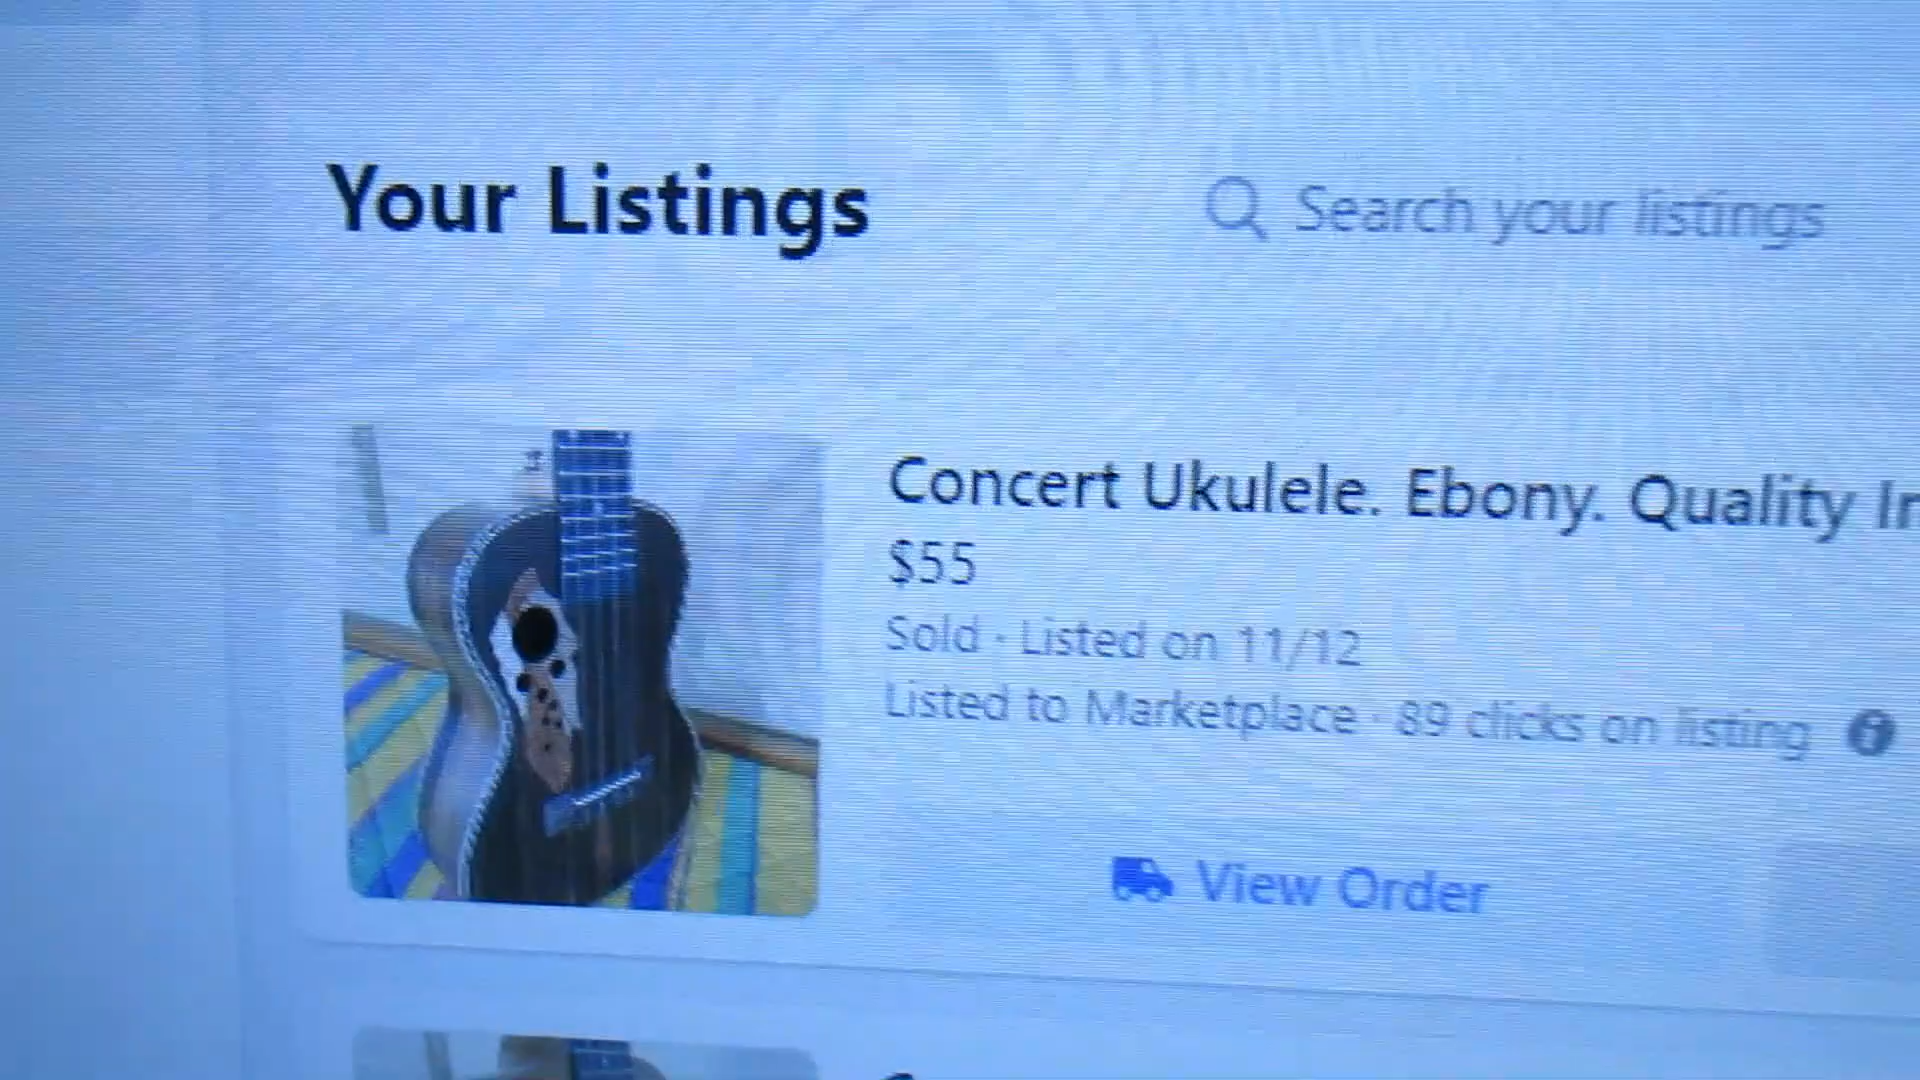 Your Listings
Search your listings
Concert Ukulele. Ebony. Quality
$55
Sold · Listed on 11/12
Listed to Marketplace · 89 clicks on listing
View Order